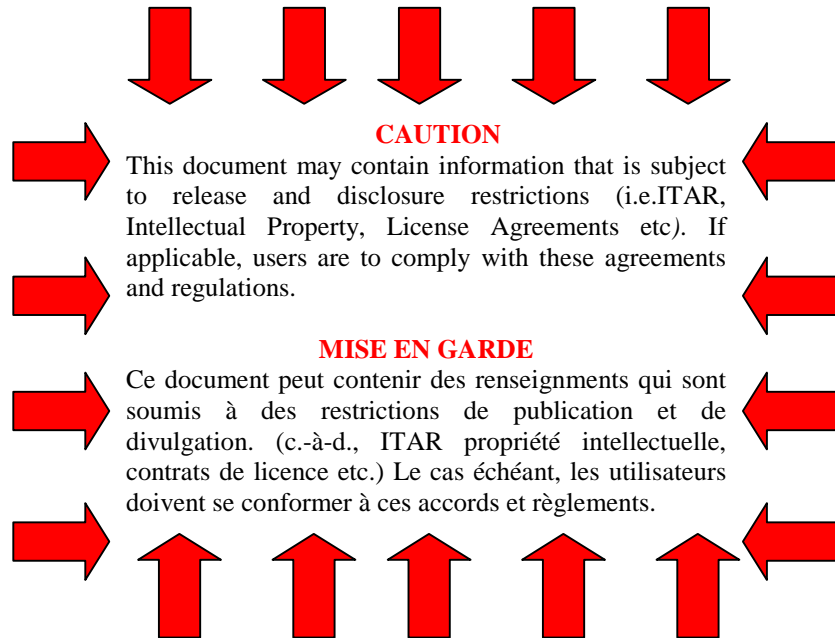 CAUTION
This document may contain information that is subject
to release and disclosure restrictions (i.e.ITAR,
Intellectual Property, License Agreements etc). If
applicable, users are to comply with these agreements
and regulations.
MISE EN GARDE
Ce document peut contenir des renseignments qui sont
soumis à des restrictions de publication et de
divulgation. (c.-à-d., ITAR propriété intellectuelle,
contrats de licence etc.) Le cas échéant, les utilisateurs
doivent se conformer à ces accords et règlements.